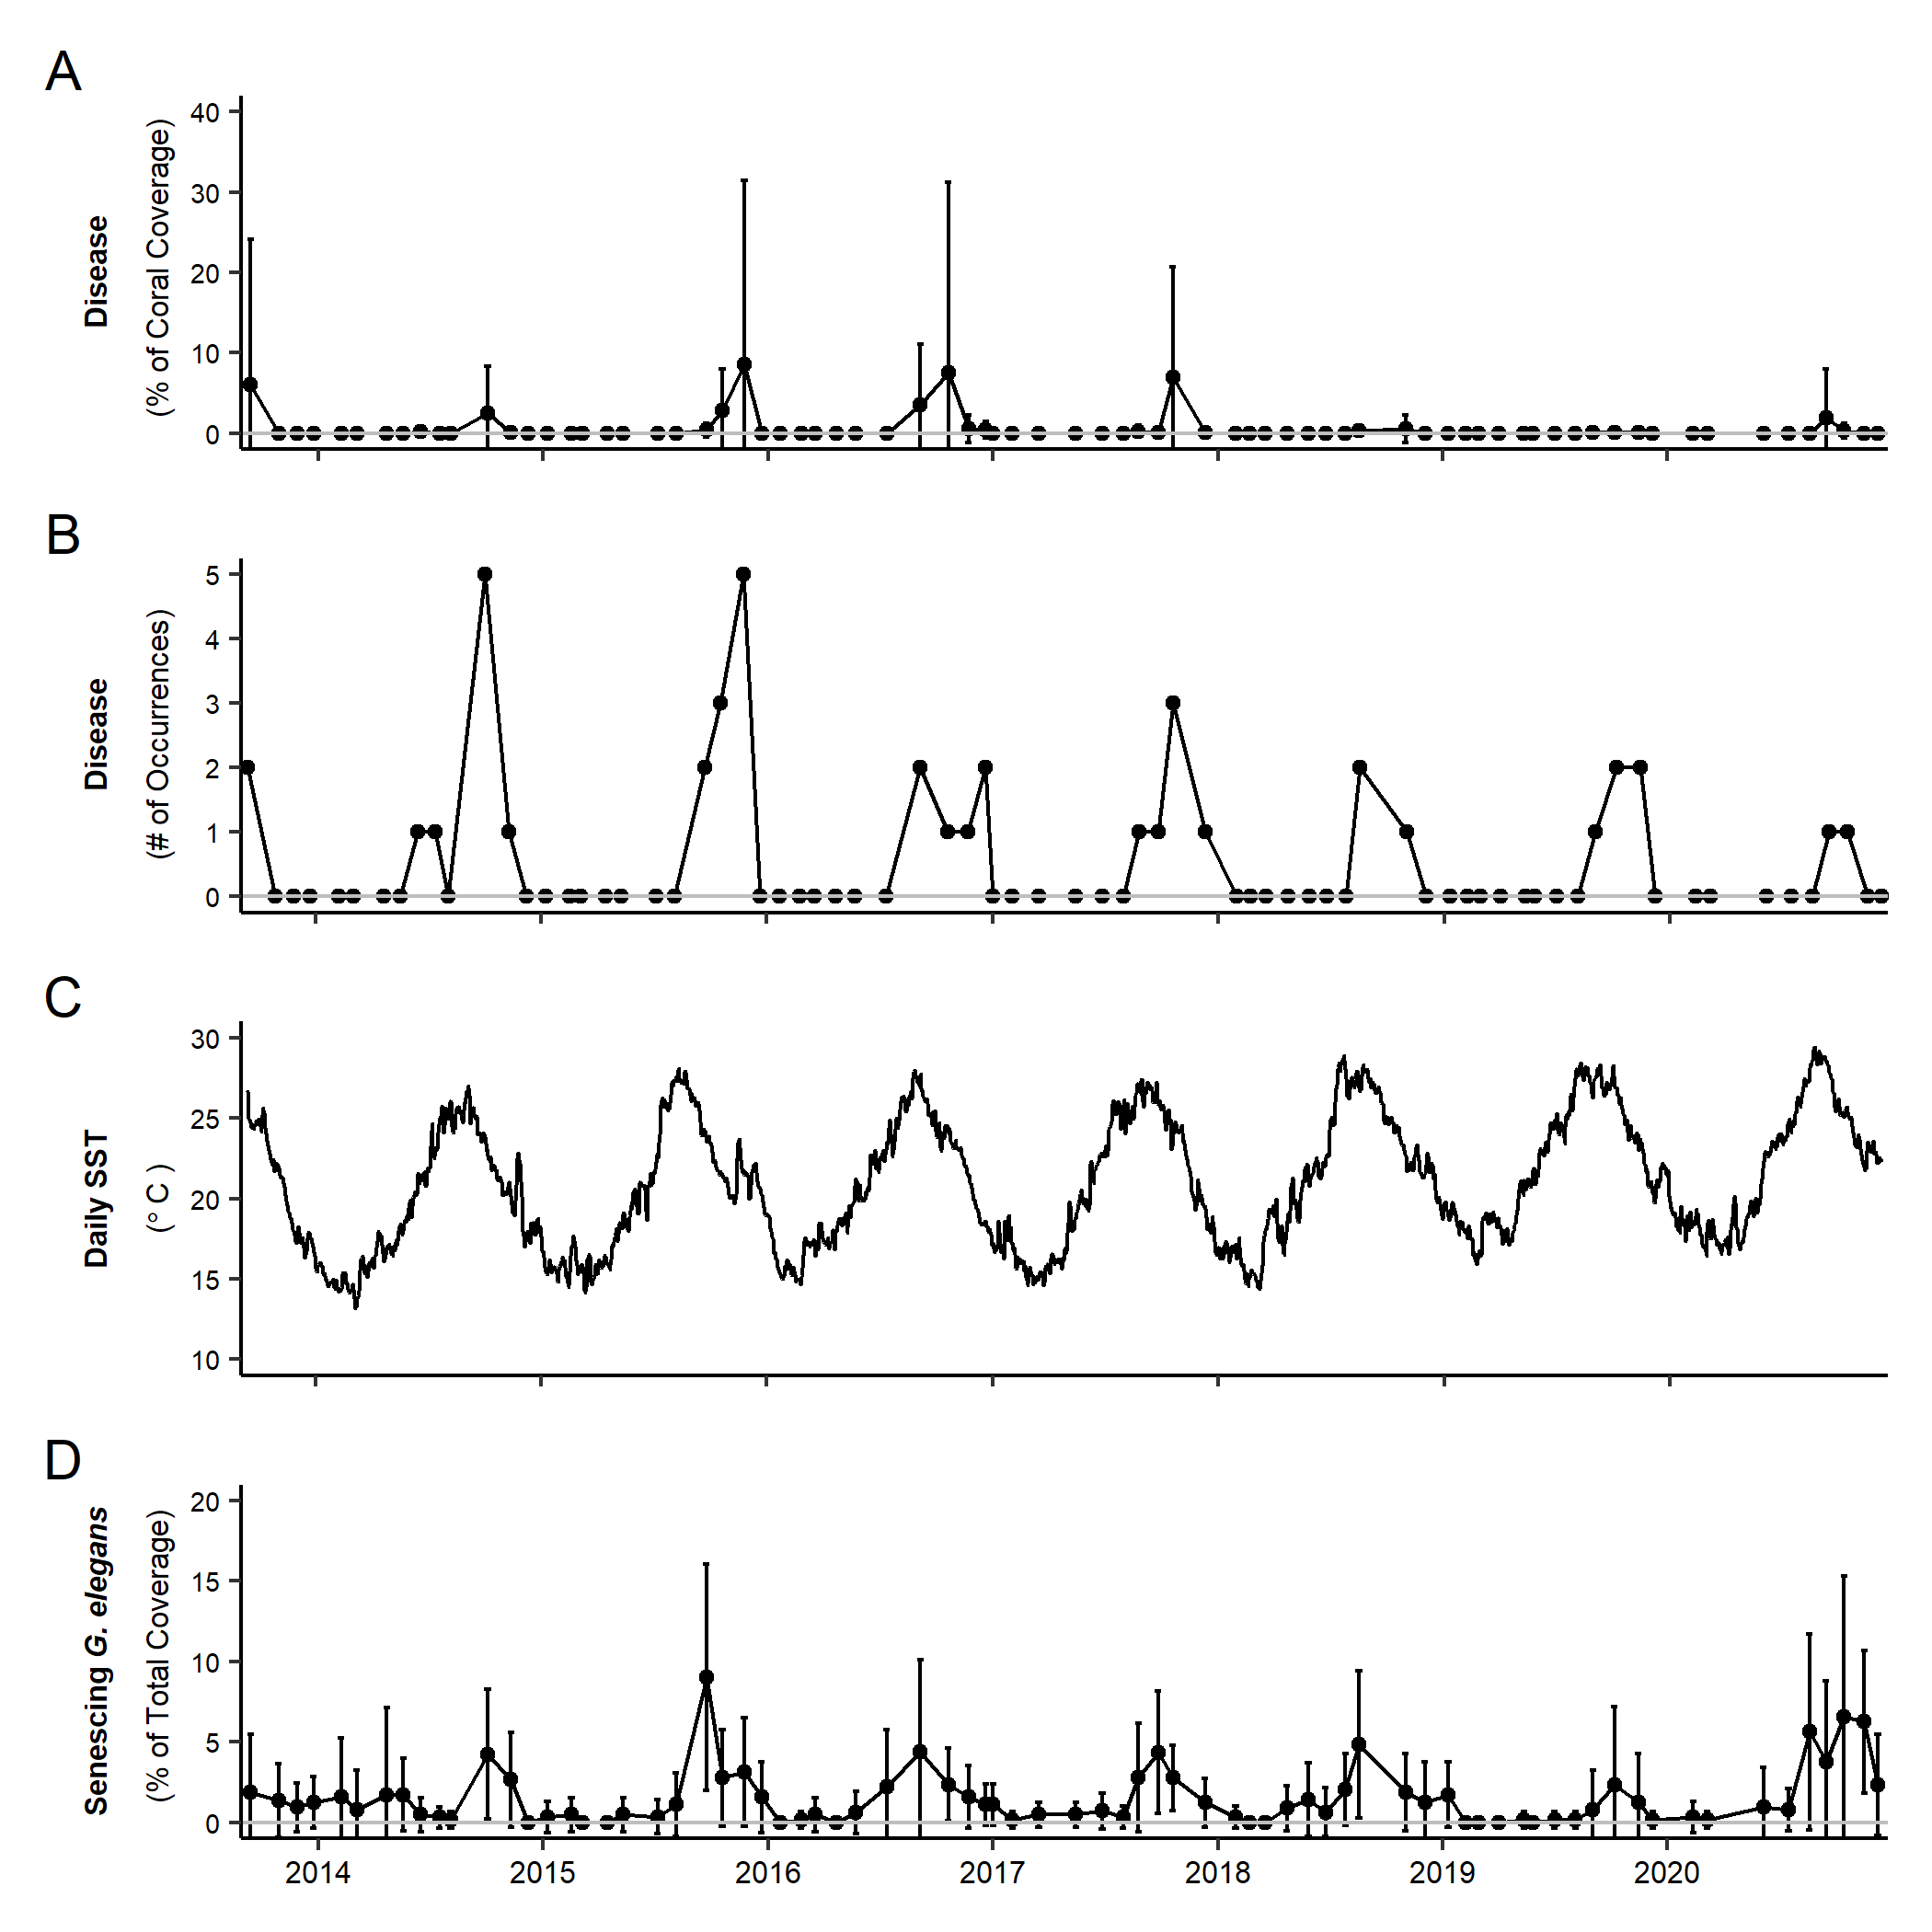 A
Disease
(% of Coral Coverage)
40
30
20
10
0
B
Disease
(# of Occurrences)
5
4
3
2
1
0
C
Daily SST
(° C )
30
25
20
15
10
D
Senescing G. elegans
(% of Total Coverage)
20
15
10
5
0
2014 2015 2016 2017 2018 2019 2020